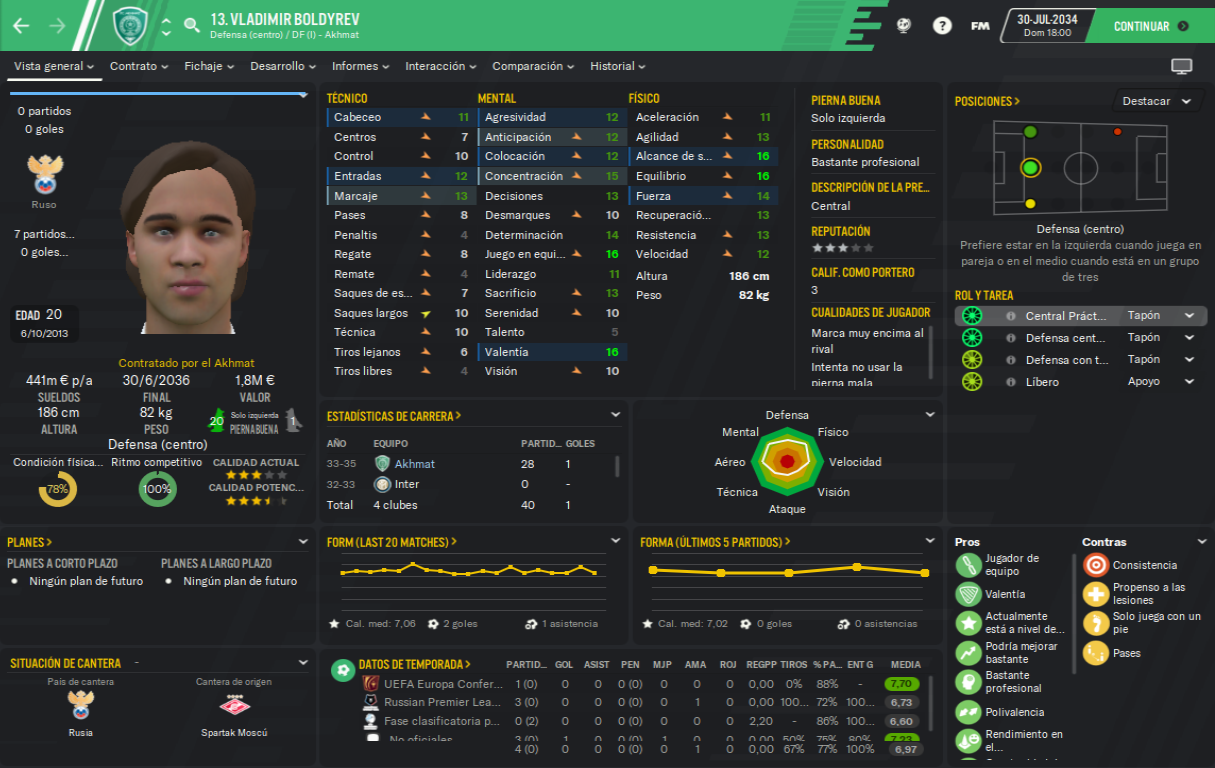 13. VLADIMIR BOLDYREV
Defensa (centro) / DF (I) - Akhmat
FM
30-JUL-2034
Dom 18:00
CONTINUAR
Vista general
Contrato
Fichaje
Desarrollo
Informes
Interacción
Comparación
Historial
0 partidos
0 goles
Ruso
7 partidos...
0 goles...
EDAD 20
6/10/2013
Contratado por el Akhmat
441m € p/a
SUELDOS
30/6/2036
FINAL
1,8M €
VALOR
186 cm
ALTURA
82 kg
PESO
20 Solo izquierda 1
PIERNA BUENA
Defensa (centro)
Condición física...
78%
Ritmo competitivo
100%
CALIDAD ACTUAL
CALIDAD POTENC...
TÉCNICO
Cabeceo 11
Centros 7
Control 10
Entradas 12
Marcaje 13
Pases 8
Penaltis 4
Regate 8
Remate 4
Saques de es... 7
Saques largos 10
Técnica 10
Tiros lejanos 6
Tiros libres 4
MENTAL
Agresividad 12
Anticipación 12
Colocación 12
Concentración 15
Decisiones 13
Desmarques 10
Determinación 14
Juego en equi... 16
Liderazgo 11
Sacrificio 13
Serenidad 10
Talento 5
Valentía 16
Visión 10
FÍSICO
Aceleración 11
Agilidad 13
Alcance de s... 16
Equilibrio 16
Fuerza 14
Recuperació... 13
Resistencia 13
Velocidad 12
Altura 186 cm
Peso 82 kg
PIERNA BUENA
Solo izquierda
PERSONALIDAD
Bastante profesional
DESCRIPCIÓN DE LA PRE...
Central
REPUTACIÓN
CALIF. COMO PORTERO
3
CUALIDADES DE JUGADOR
Marca muy encima al
rival
Intenta no usar la
pierna mala
POSICIONES
Destacar
Defensa (centro)
Prefiere estar en la izquierda cuando juega en
pareja o en el medio cuando está en un grupo
de tres
ROL Y TAREA
Central Práct... Tapón
Defensa cent... Tapón
Defensa con t... Tapón
Líbero Apoyo
ESTADÍSTICAS DE CARRERA
AÑO EQUIPO PARTID... GOLES
33-35 Akhmat 28 1
32-33 Inter 0 -
Total 4 clubes 40 1
Defensa
Mental
Físico
Aéreo
Velocidad
Técnica
Visión
Ataque
PLANES
PLANES A CORTO PLAZO
Ningún plan de futuro
PLANES A LARGO PLAZO
Ningún plan de futuro
FORM (LAST 20 MATCHES)
Cal. med: 7,06
2 goles
1 asistencia
FORMA (ÚLTIMOS 5 PARTIDOS)
Cal. med: 7,02
0 goles
0 asistencias
Pros
Jugador de
equipo
Valentía
Actualmente
está a nivel de...
Podría mejorar
bastante
Bastante
profesional
Polivalencia
Rendimiento en
el...
Contras
Consistencia
Propenso a las
lesiones
Solo juega con un
pie
Pases
SITUACIÓN DE CANTERA -
País de cantera
Rusia
Cantera de origen
Spartak Moscú
DATOS DE TEMPORADA
PARTID... GOL ASIST PEN MJP AMA ROJ REGPP TIROS % PA... ENT G MEDIA
UEFA Europa Confer... 1 (0) 0 0 0 (0) 0 0 0 0,00 0% 88% - 7,70
Russian Premier Lea... 3 (0) 0 0 0 (0) 0 1 0 0,00 100... 72% 100... 6,73
Fase clasificatoria p... 0 (2) 0 0 0 (0) 0 0 0 2,20 - 86% 100... 6,60
No oficiales 3 (0) 1 0 0 (0) 1 0 0 0,00 50% 75% 80% 7,23
4 (0) 0 0 0 (0) 0 1 0 0,00 67% 77% 100% 6,97